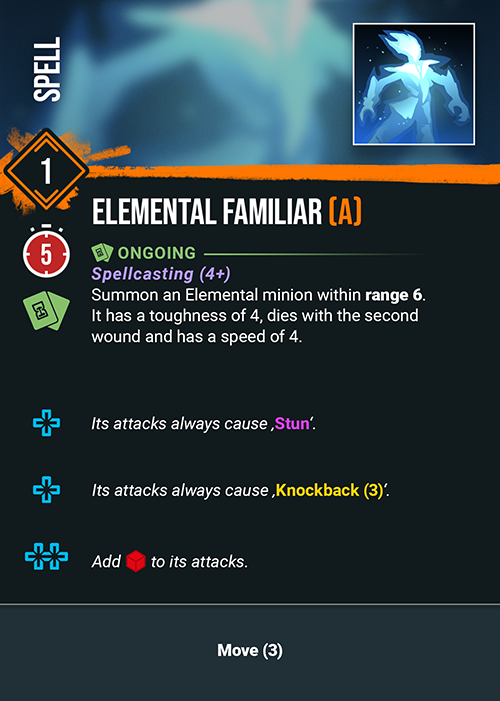 SPELL
1
ELEMENTAL FAMILIAR (A)
5
ONGOING
Spellcasting (4+)
Summon an Elemental minion within range 6.
It has a toughness of 4, dies with the second
wound and has a speed of 4.
Its attacks always cause ‚Stun‘.
Its attacks always cause ‚Knockback (3)‘.
Add to its attacks.
Move (3)